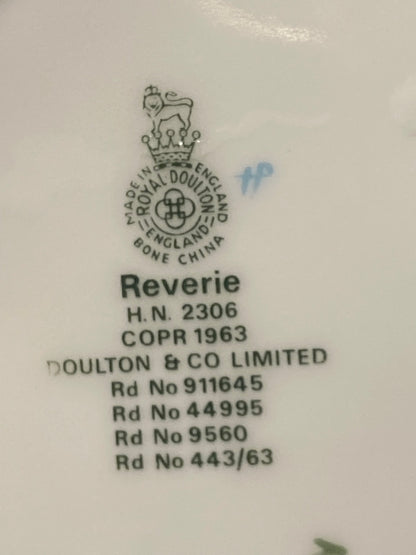 MADE IN ENGLAND
ROYAL DOULTON
ENGLAND
BONE CHINA
HP
Reverie
H.N. 2306
COPR 1963
DOULTON & CO LIMITED
Rd No 911645
Rd No 44995
Rd No 9560
Rd No 443/63